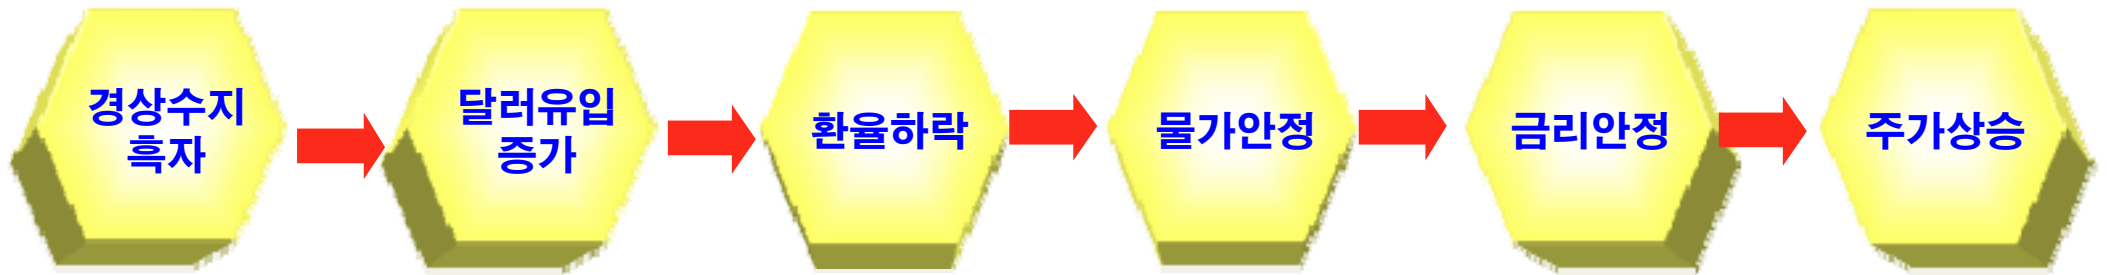 경상수지
흑자
달러유입
증가
환율하락
물가안정
금리안정
주가상승